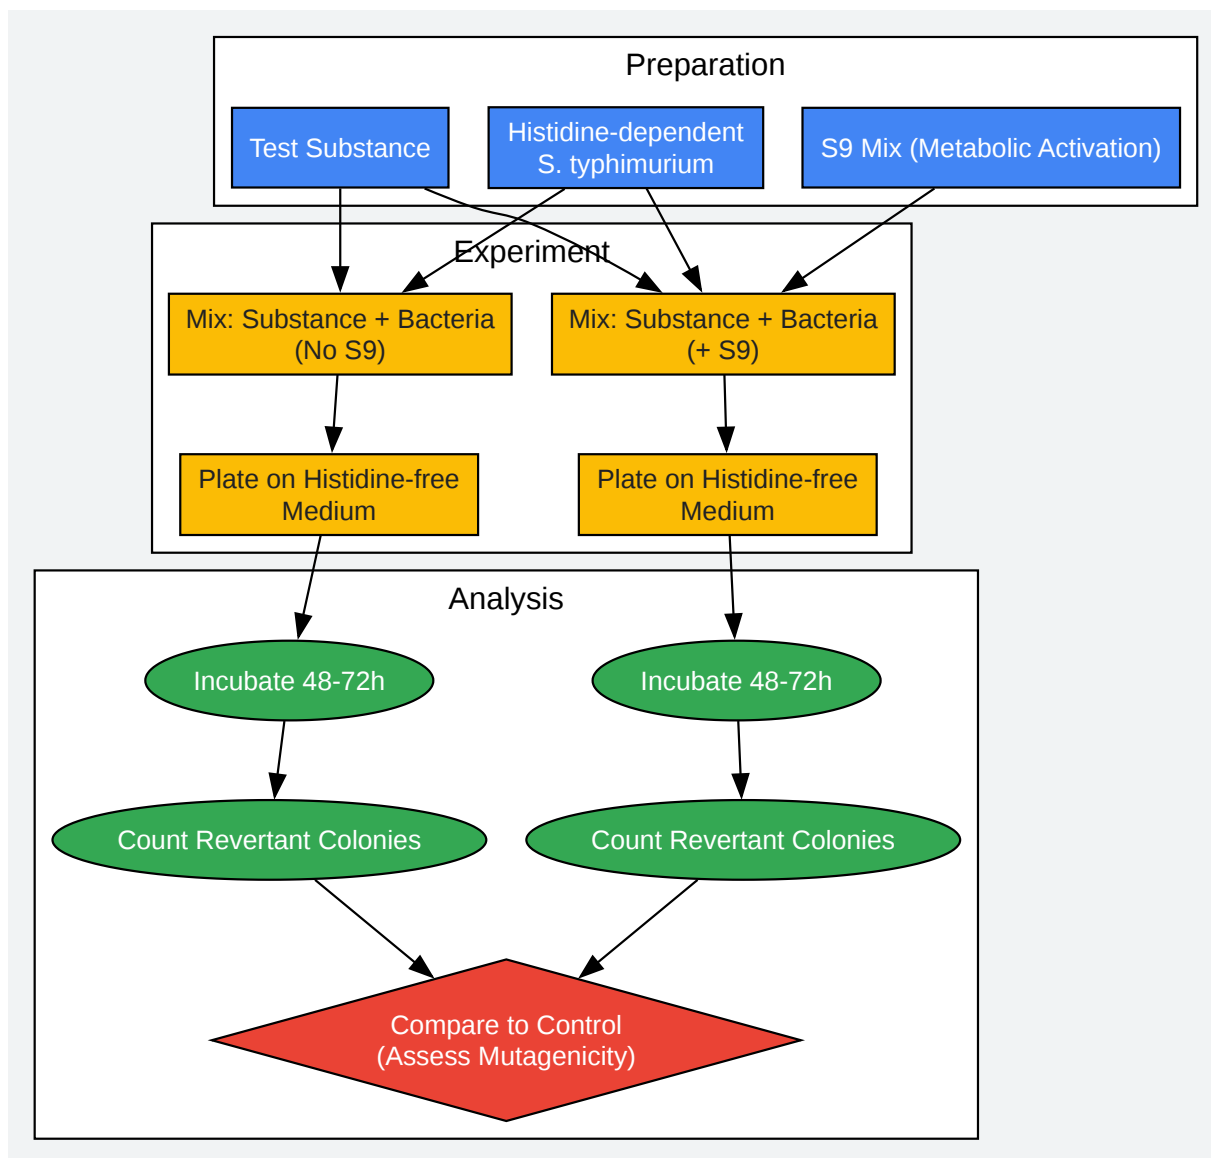 Preparation
Test Substance
Histidine-dependent
S. typhimurium
S9 Mix (Metabolic Activation)
Experiment
Mix: Substance + Bacteria
(No S9)
Mix: Substance + Bacteria
(+ S9)
Plate on Histidine-free
Medium
Plate on Histidine-free
Medium
Analysis
Incubate 48-72h
Incubate 48-72h
Count Revertant Colonies
Count Revertant Colonies
Compare to Control
(Assess Mutagenicity)